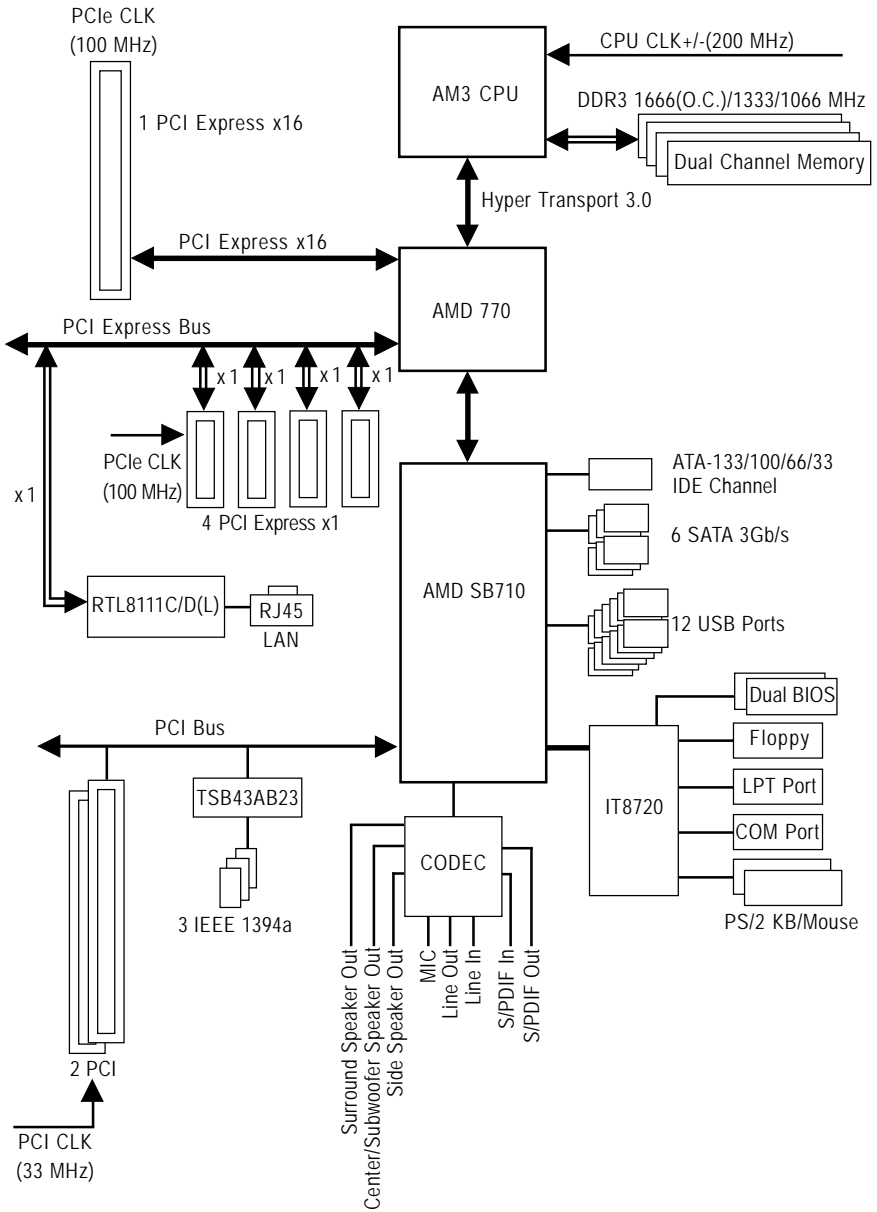 PCIe CLK
(100 MHz)
1 PCI Express x16
AM3 CPU
CPU CLK+/-(200 MHz)
DDR3 1666(O.C.)/1333/1066 MHz
Dual Channel Memory
Hyper Transport 3.0
PCI Express x16
AMD 770
PCI Express Bus
x1
x1
x1
x1
x1
PCIe CLK
(100 MHz)
4 PCI Express x1
ATA-133/100/66/33
IDE Channel
6 SATA 3Gb/s
AMD SB710
12 USB Ports
RTL8111C/D(L)
RJ45
LAN
Dual BIOS
Floppy
LPT Port
COM Port
PS/2 KB/Mouse
IT8720
PCI Bus
TSB43AB23
3 IEEE 1394a
CODEC
Surround Speaker Out
Center/Subwoofer Speaker Out
Side Speaker Out
MIC
Line Out
Line In
S/PDIF In
S/PDIF Out
2 PCI
PCI CLK
(33 MHz)